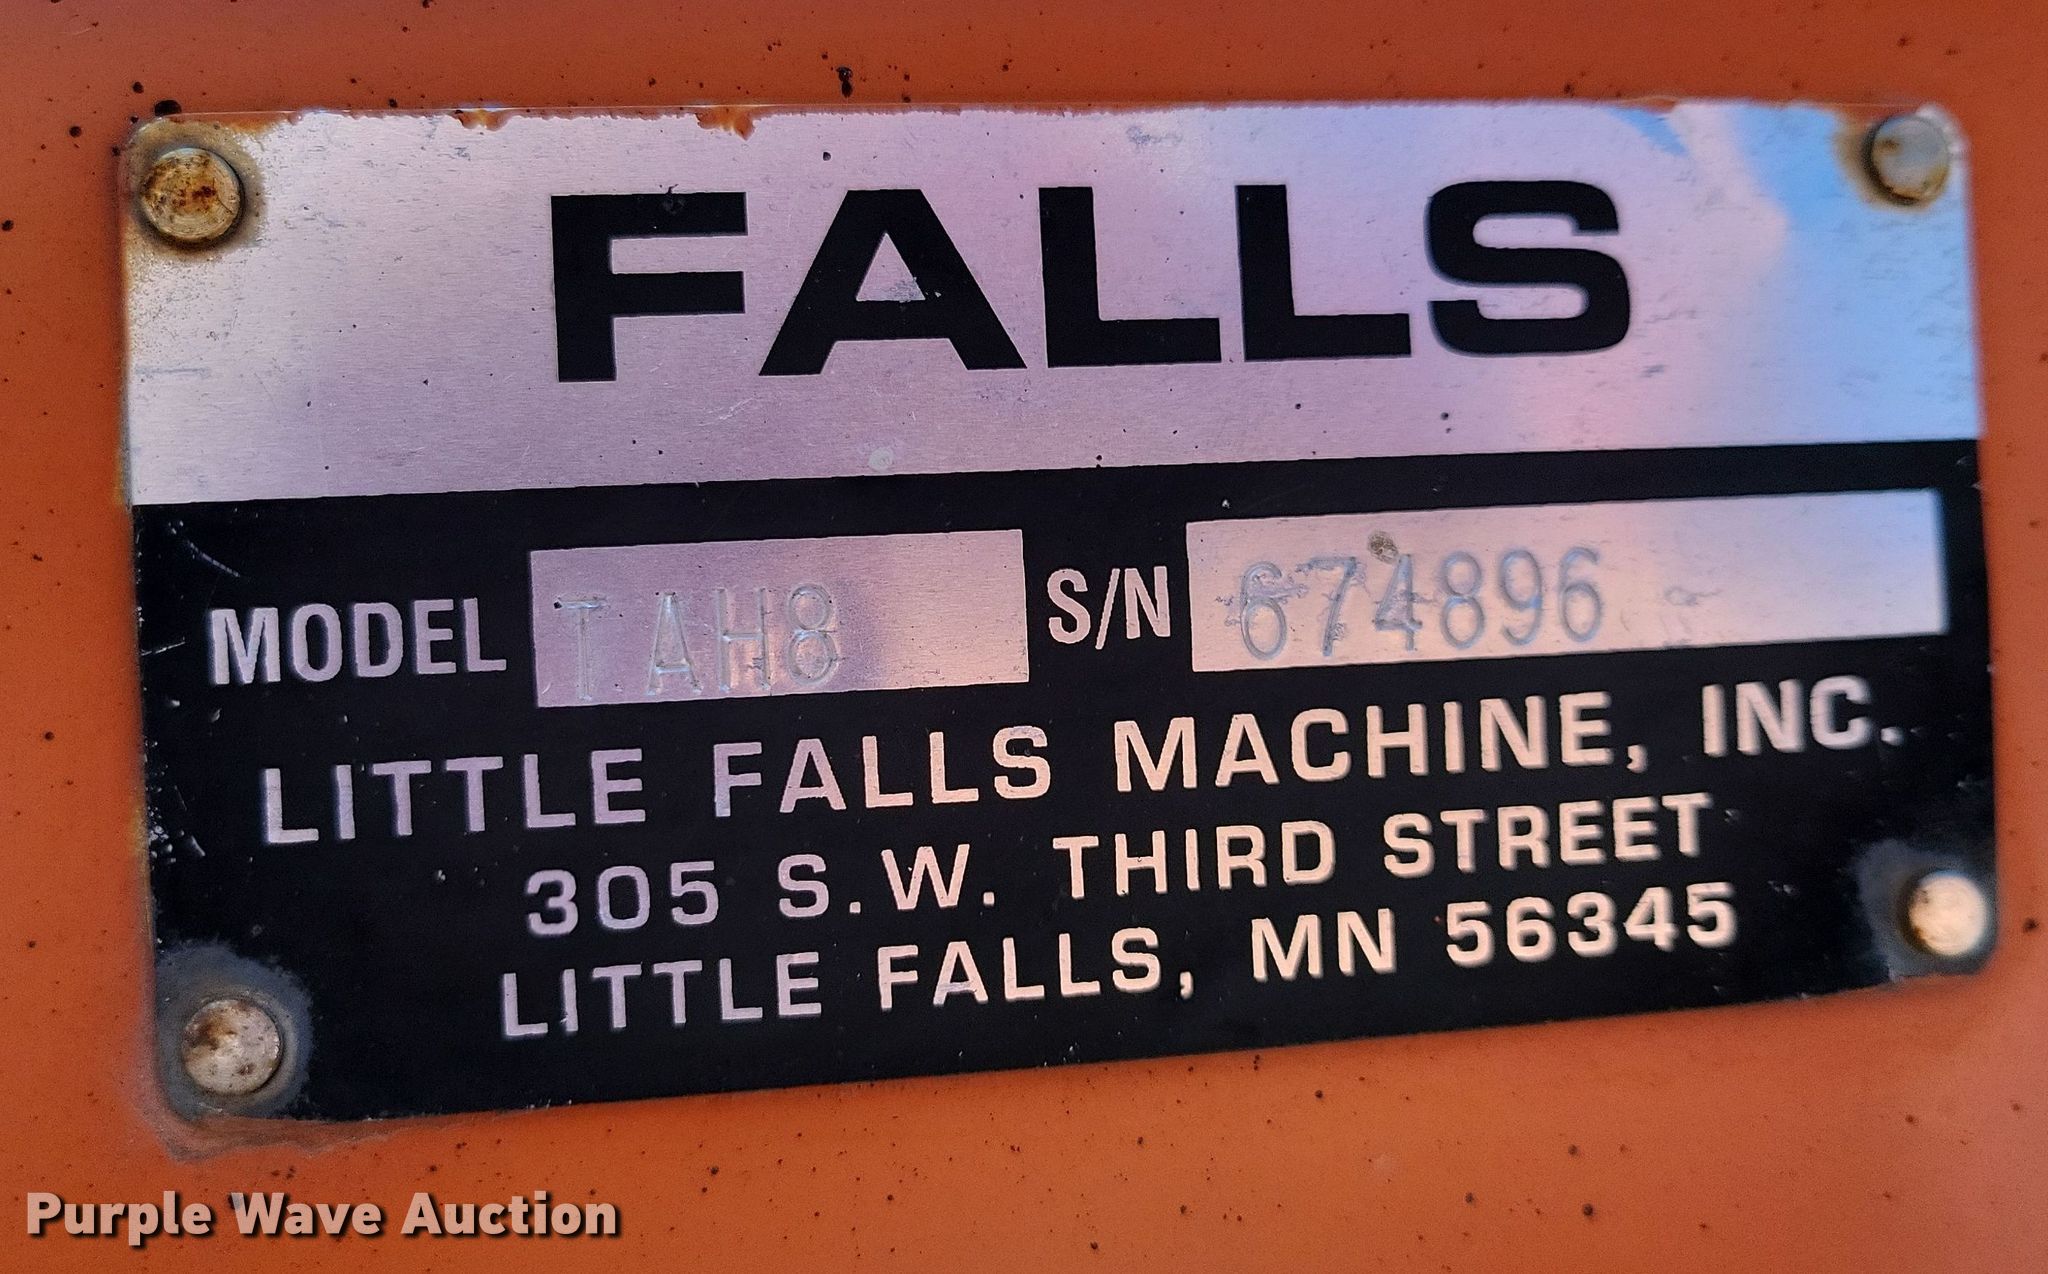 FALLS
MODEL TAH8 S/N 674896
LITTLE FALLS MACHINE, INC.
305 S.W. THIRD STREET
LITTLE FALLS, MN 56345
Purple Wave Auction